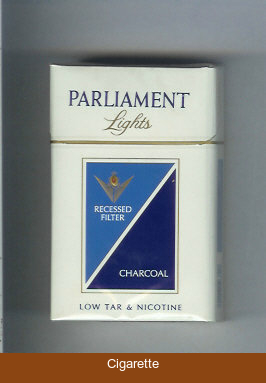 PARLIAMENT
Lights
RECESSED
FILTER
CHARCOAL
LOW TAR & NICOTINE
Cigarette